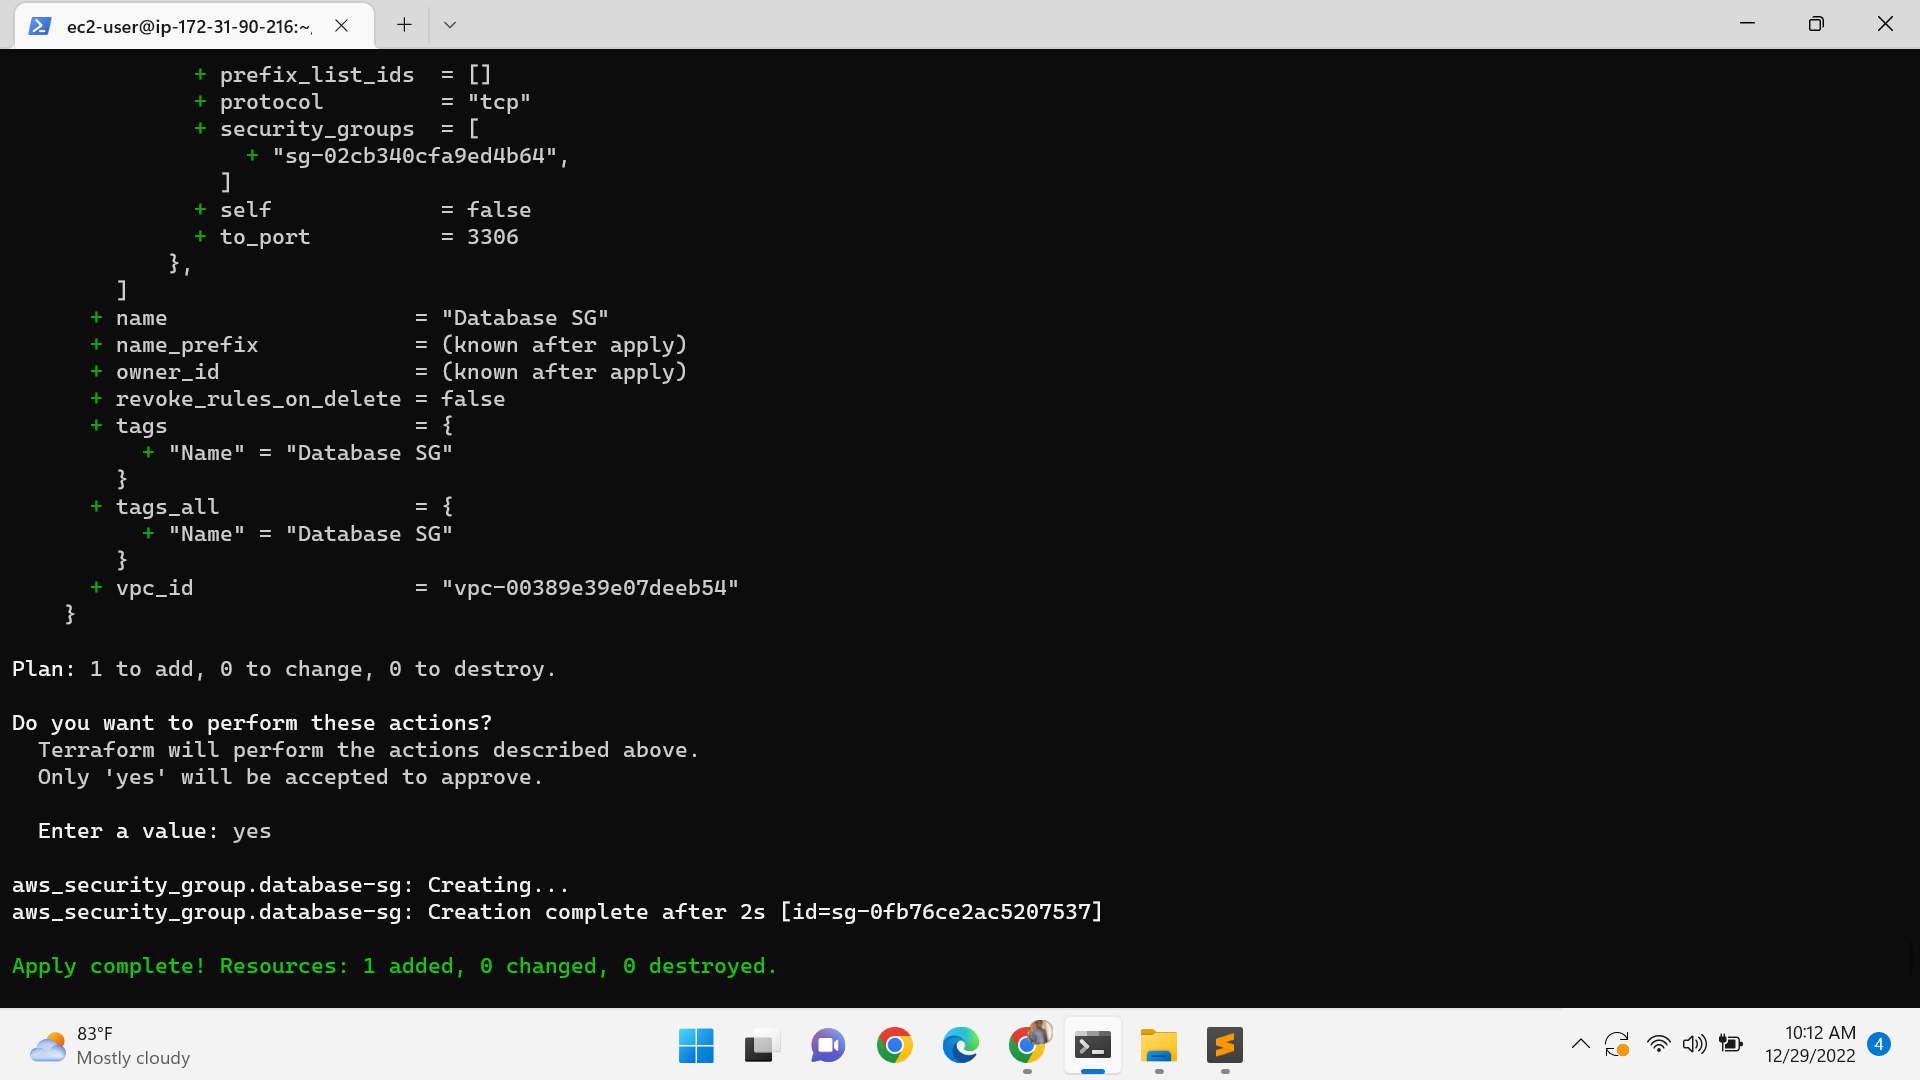 ec2-user@ip-172-31-90-216:~,
+ prefix_list_ids  = []
+ protocol         = "tcp"
+ security_groups  = [
+ "sg-02cb340cfa9ed4b64",
]
+ self             = false
+ to_port          = 3306
},
]
+ name                   = "Database SG"
+ name_prefix            = (known after apply)
+ owner_id               = (known after apply)
+ revoke_rules_on_delete = false
+ tags                   = {
+ "Name" = "Database SG"
}
+ tags_all               = {
+ "Name" = "Database SG"
}
+ vpc_id                 = "vpc-00389e39e07deeb54"
}
Plan: 1 to add, 0 to change, 0 to destroy.
Do you want to perform these actions?
Terraform will perform the actions described above.
Only 'yes' will be accepted to approve.
Enter a value: yes
aws_security_group.database-sg: Creating...
aws_security_group.database-sg: Creation complete after 2s [id=sg-0fb76ce2ac5207537]
Apply complete! Resources: 1 added, 0 changed, 0 destroyed.
83°F
Mostly cloudy
10:12 AM
12/29/2022
4